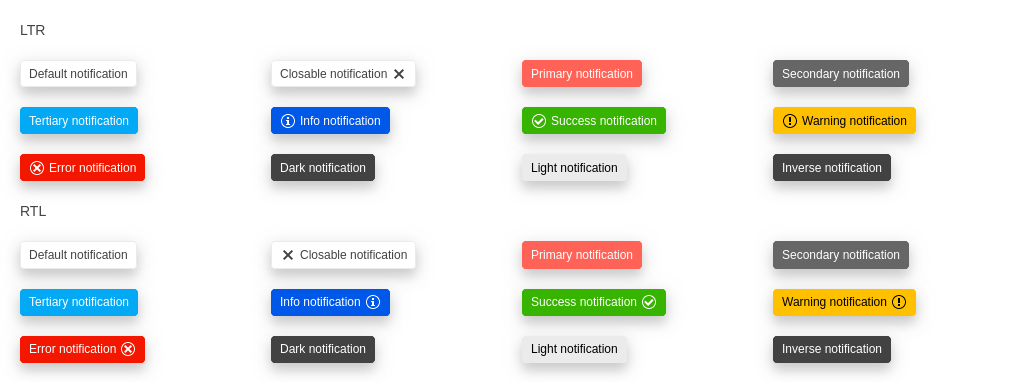 LTR
Default notification
Closable notification
Primary notification
Secondary notification
Tertiary notification
Info notification
Success notification
Warning notification
Error notification
Dark notification
Light notification
Inverse notification
RTL
Default notification
Closable notification
Primary notification
Secondary notification
Tertiary notification
Info notification
Success notification
Warning notification
Error notification
Dark notification
Light notification
Inverse notification